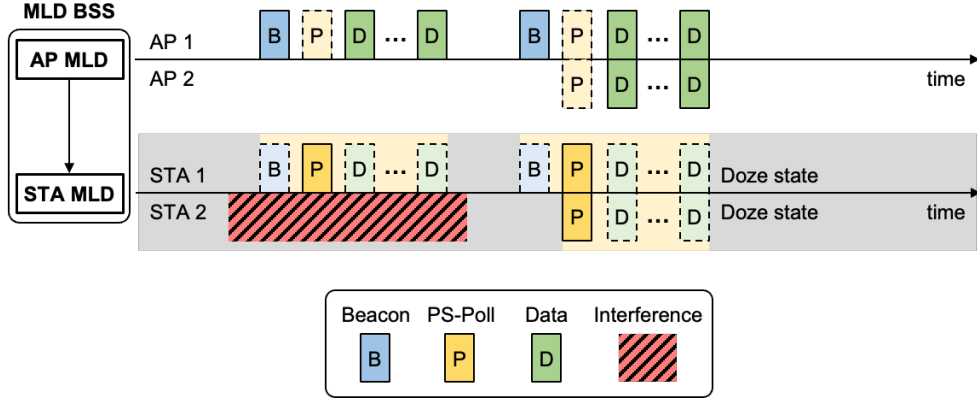 MLD BSS
AP MLD
STA MLD
AP 1
B P D ... D B P D ... D
AP 2
P D ... D
time
STA 1
B P D ... D B P D ... D
Doze state
STA 2
P D ... D
Doze state
time
Beacon PS-Poll Data Interference
B P D